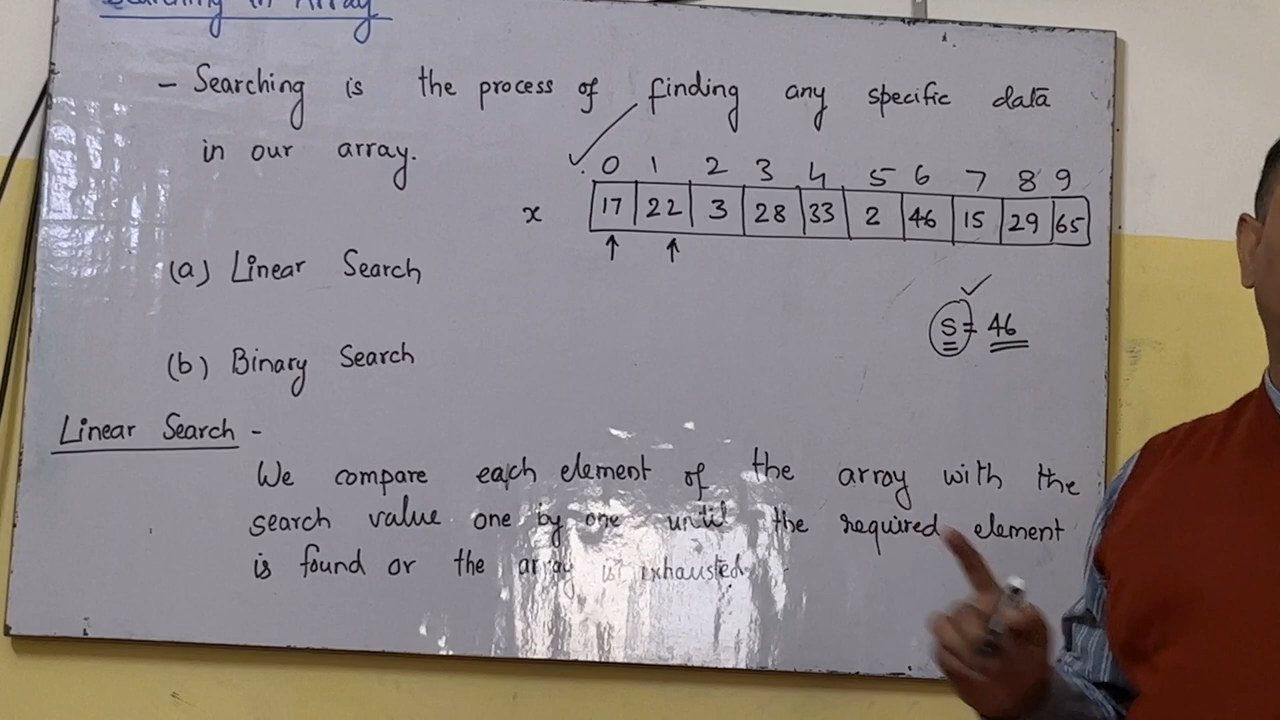 Searching in Array
- Searching is the process of finding any specific data
in our array.
0 1 2 3 4 5 6 7 8 9
x 17 22 3 28 33 2 46 15 29 65
(a) Linear Search
S = 46
(b) Binary Search
Linear Search -
We compare each element of the array with the
search value one by one until the required element
is found or the array is exhausted